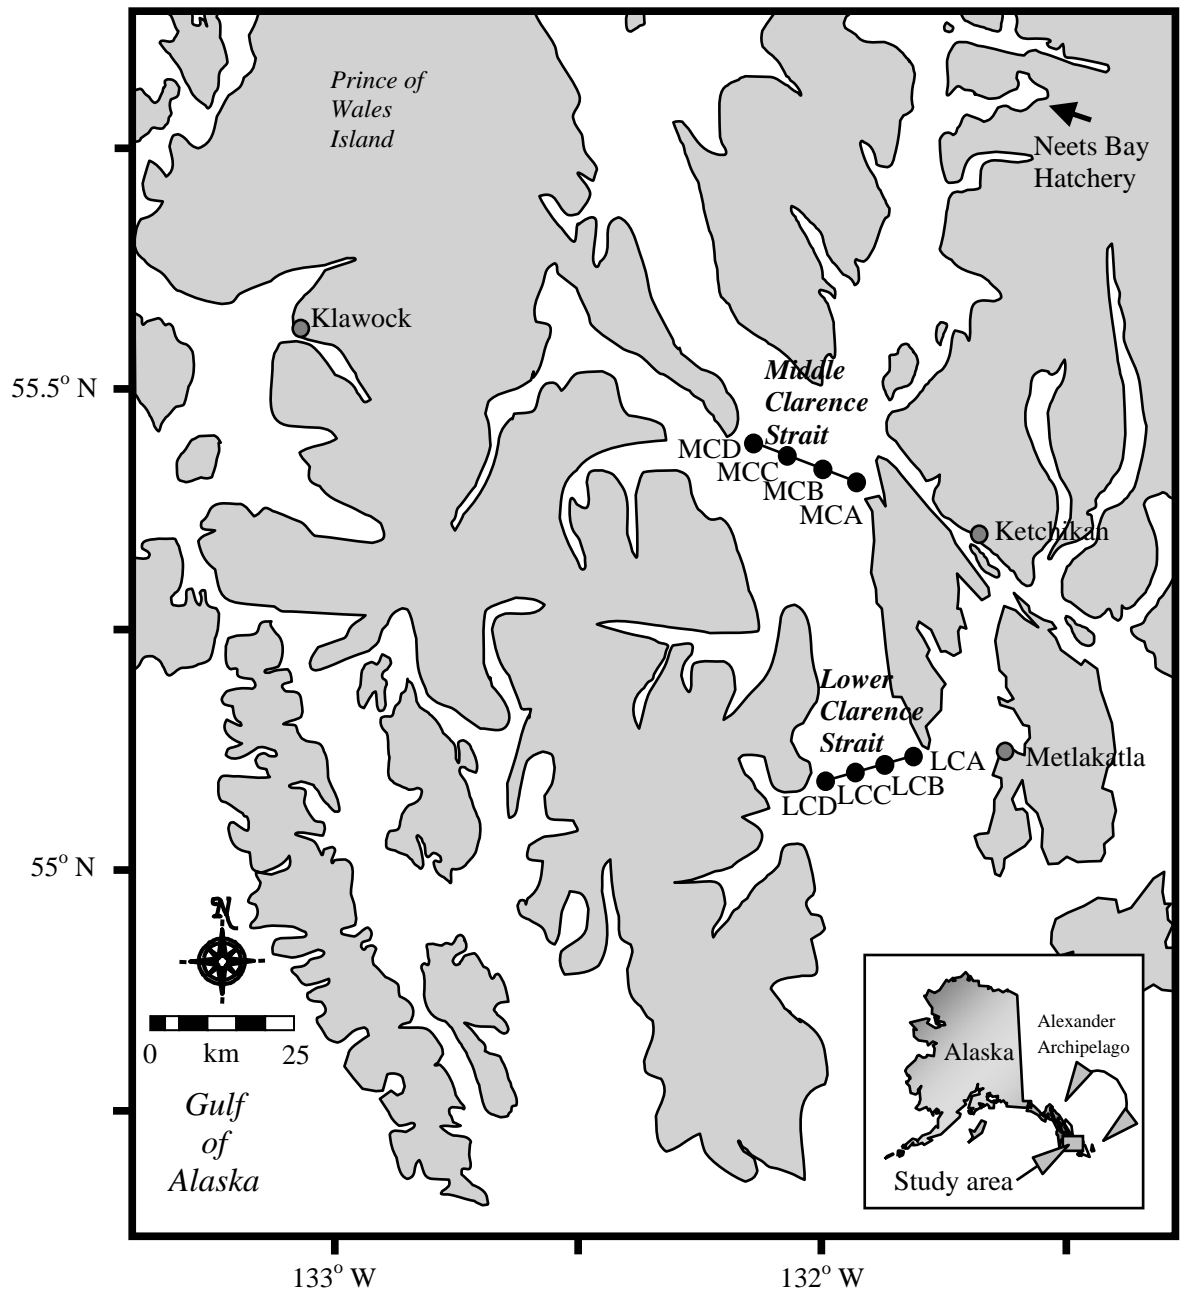 Prince of
Wales
Island
Neets Bay
Hatchery
Klawock
55.5° N
Middle
Clarence
Strait
MCD
MCC
MCB
MCA
Ketchikan
Lower
Clarence
Strait
LCA
LCB
LCC
LCD
Metlakatla
55° N
N
0 km 25
Gulf
of
Alaska
Alaska
Alexander
Archipelago
Study area
133° W
132° W